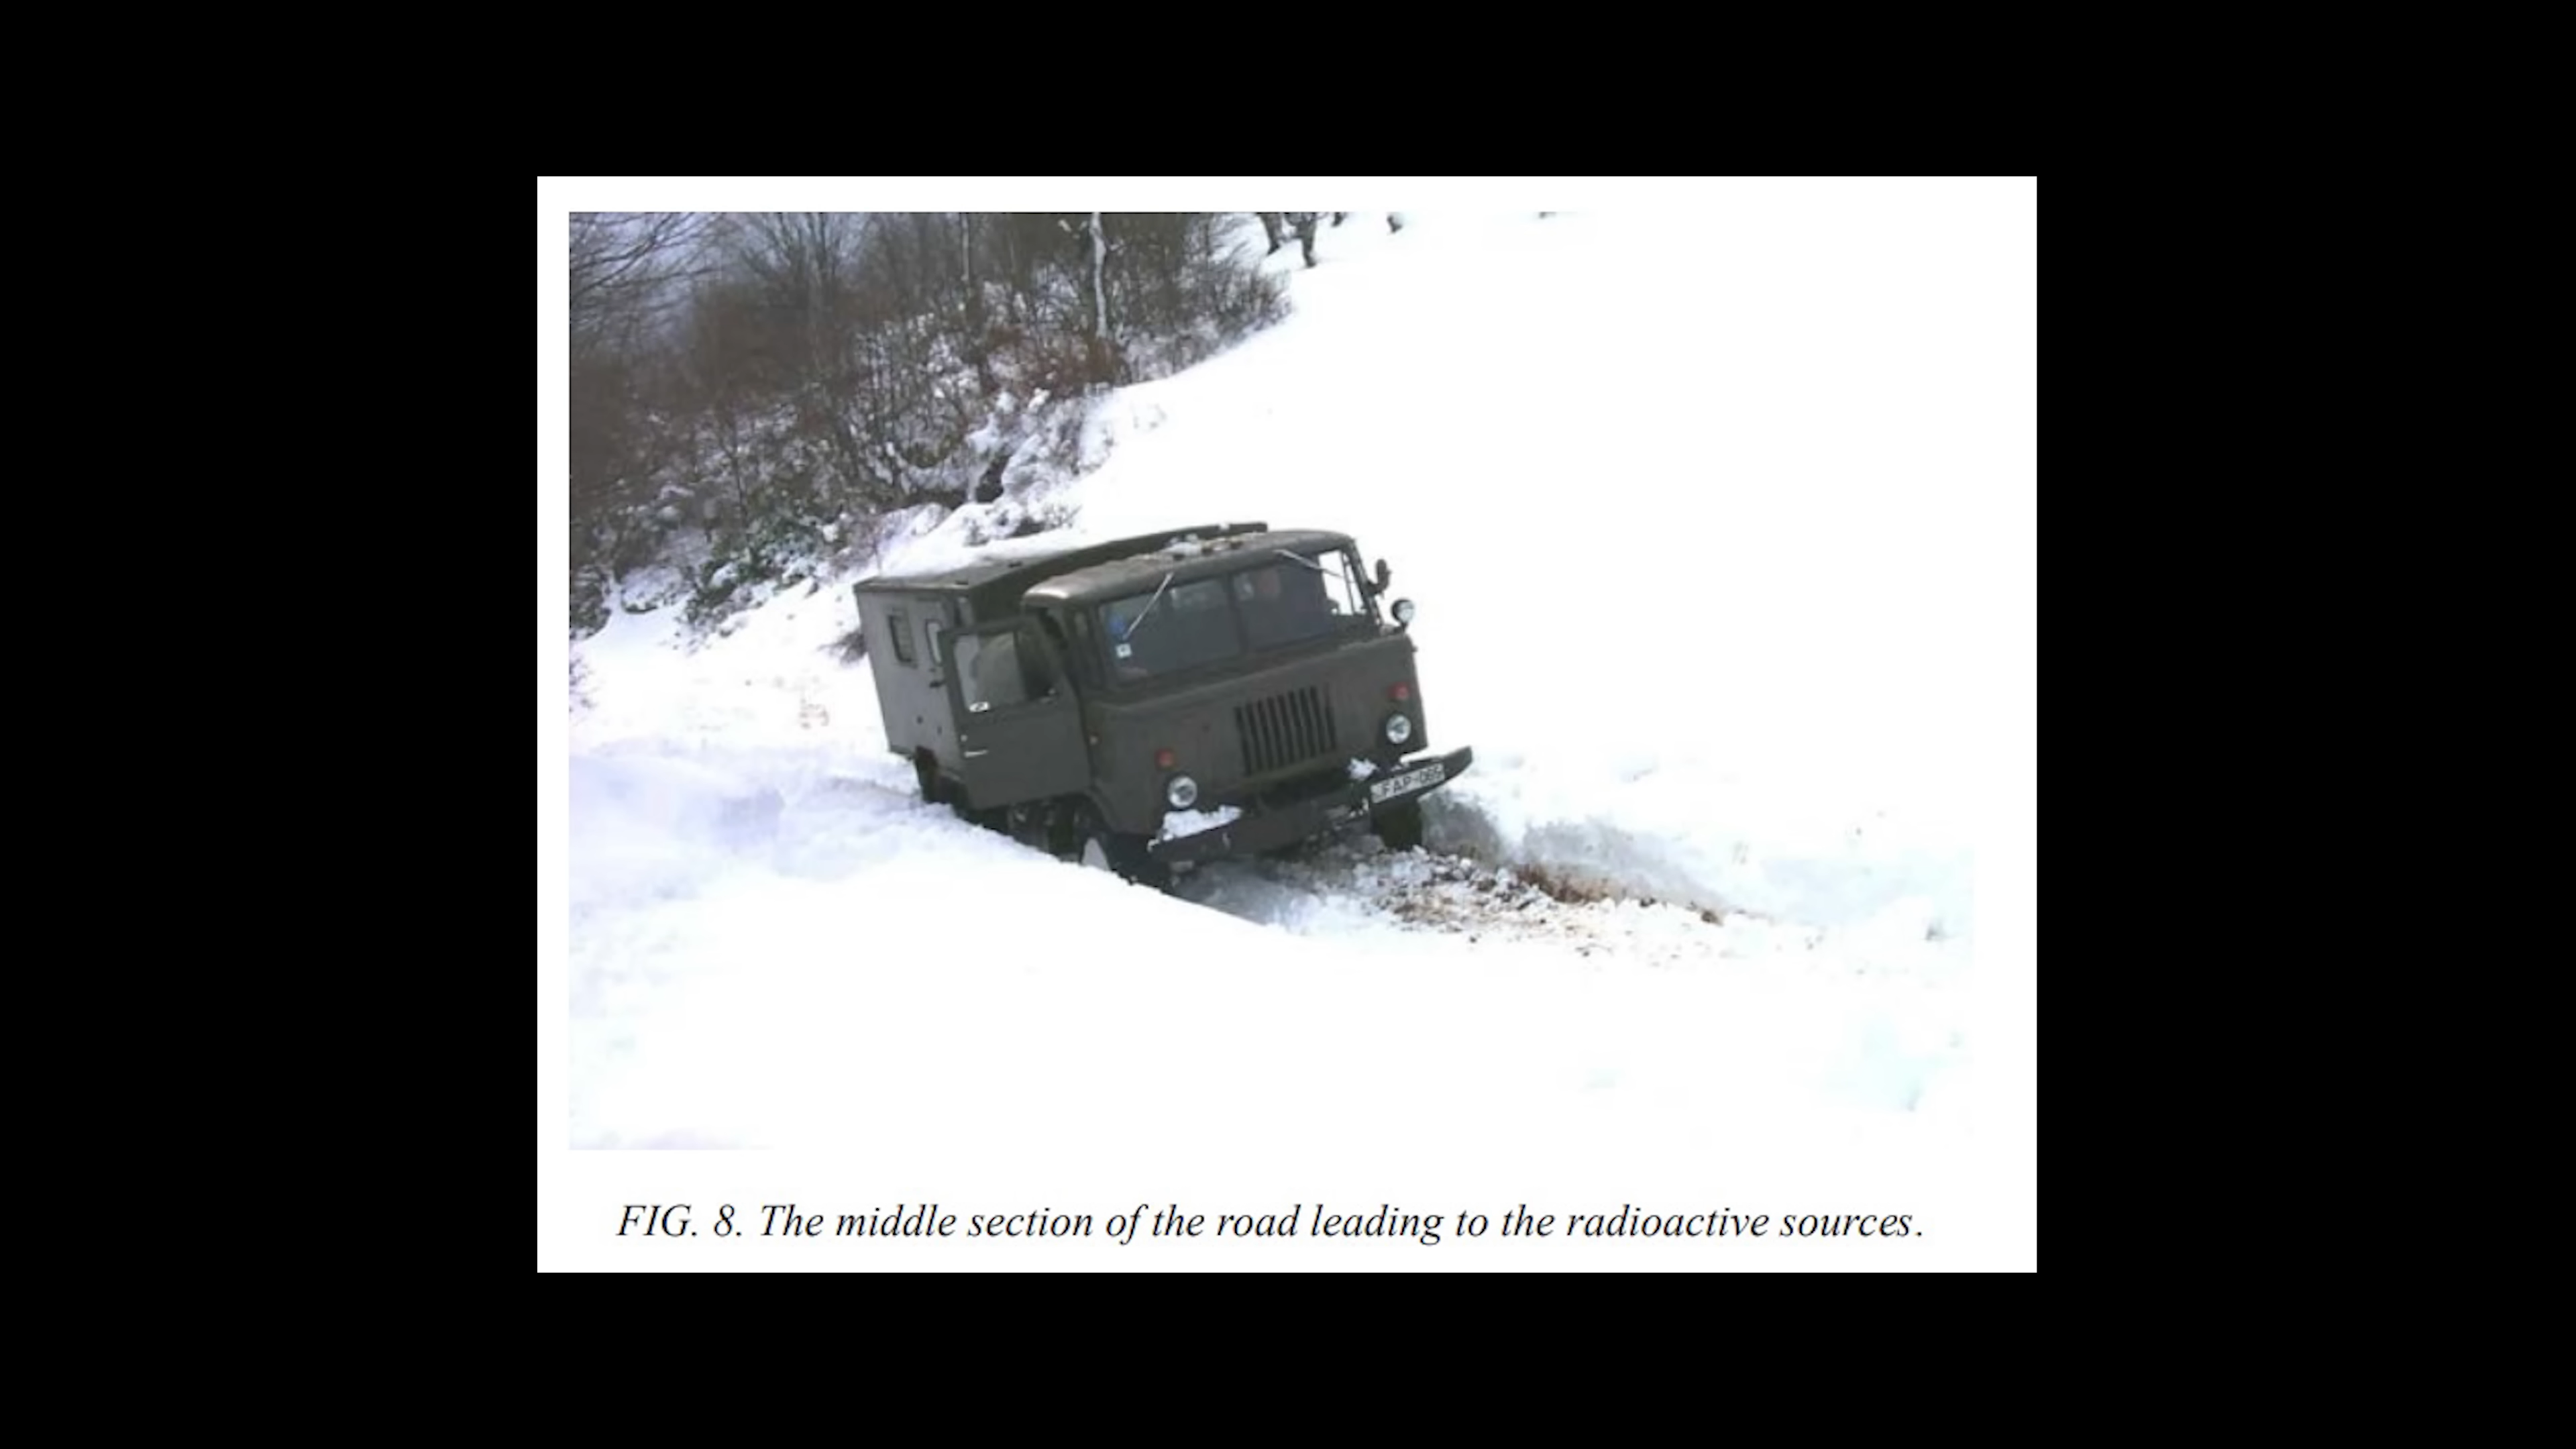 FIG. 8. The middle section of the road leading to the radioactive sources.